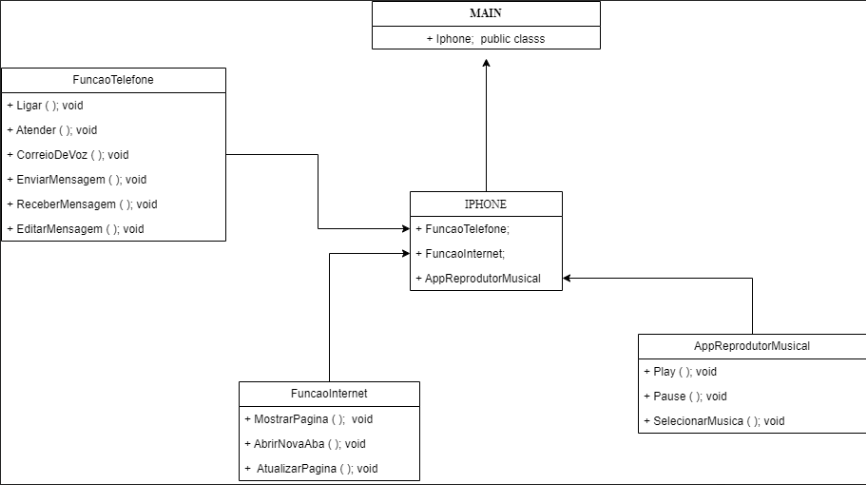 MAIN
+ Iphone;  public classs
FuncaoTelefone
+ Ligar ( ); void
+ Atender ( ); void
+ CorreioDeVoz ( ); void
+ EnviarMensagem ( ); void
+ ReceberMensagem ( ); void
+ EditarMensagem ( ); void
IPHONE
+ FuncaoTelefone;
+ FuncaoInternet;
+ AppReprodutorMusical
AppReprodutorMusical
+ Play ( ); void
+ Pause ( ); void
+ SelecionarMusica ( ); void
FuncaoInternet
+ MostrarPagina ( );  void
+ AbrirNovaAba ( ); void
+  AtualizarPagina ( ); void